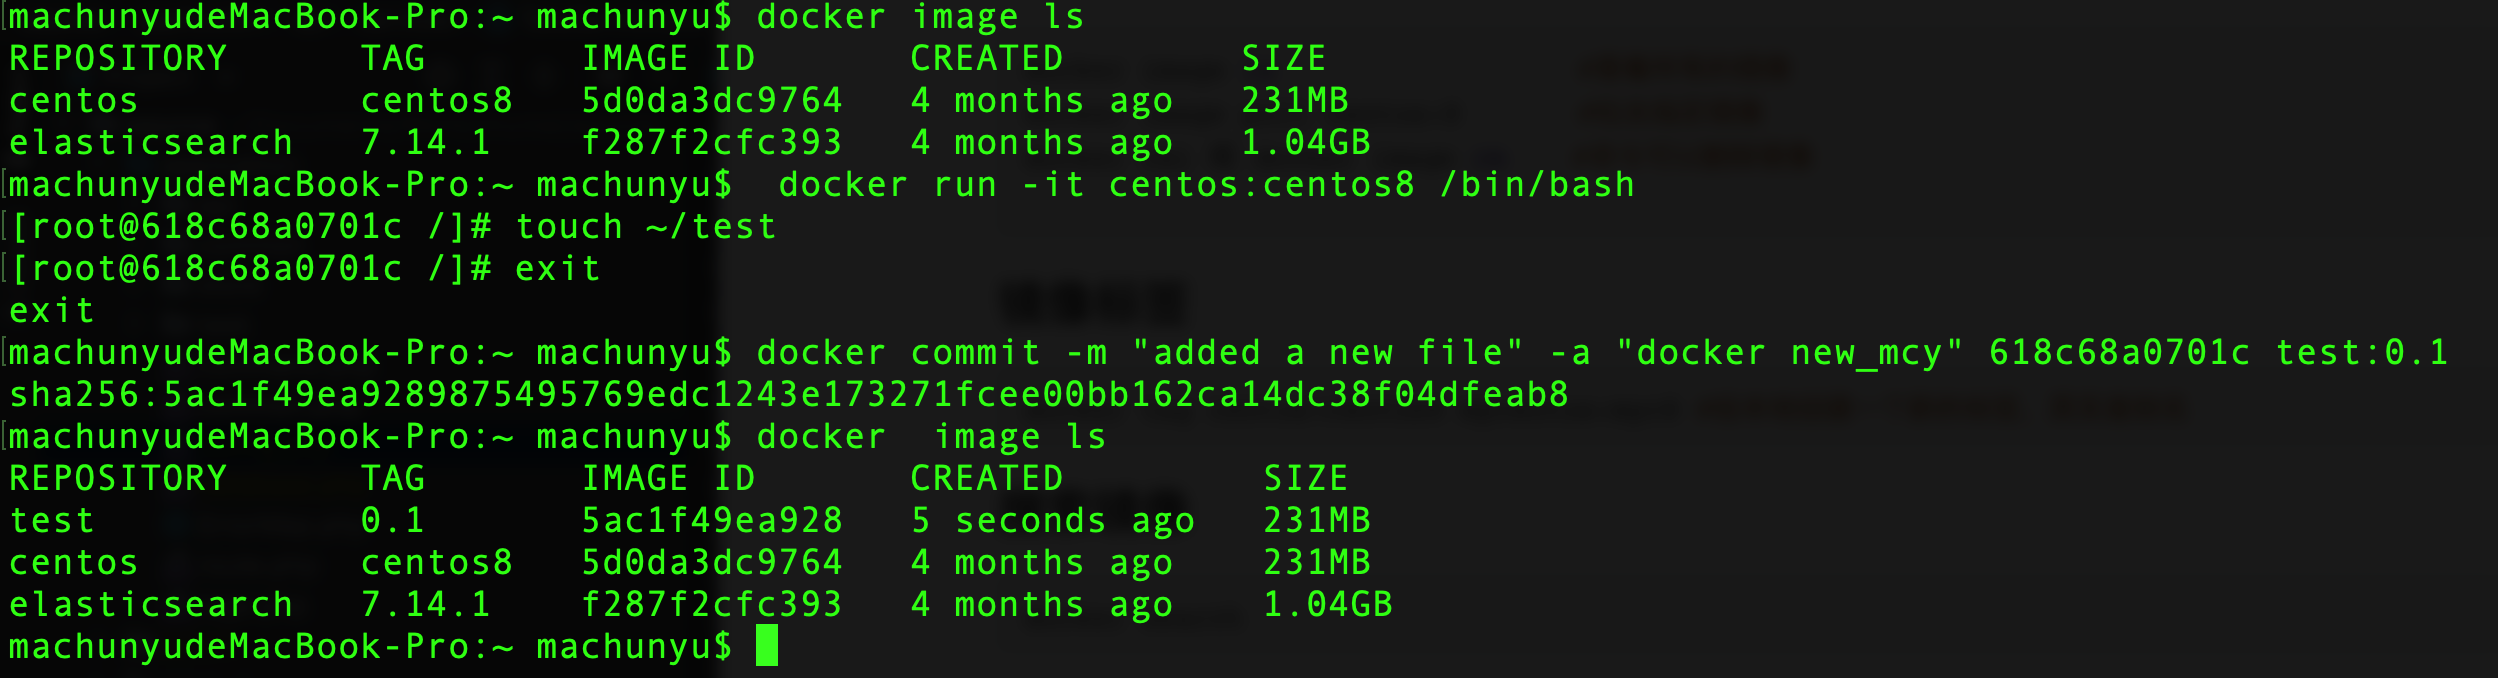 machunyudeMacBook-Pro:~ machunyu$ docker image ls
REPOSITORY      TAG       IMAGE ID       CREATED        SIZE
centos          centos8   5d0da3dc9764   4 months ago   231MB
elasticsearch   7.14.1    f287f2cfc393   4 months ago   1.04GB
machunyudeMacBook-Pro:~ machunyu$  docker run -it centos:centos8 /bin/bash
[root@618c68a0701c /]# touch ~/test
[root@618c68a0701c /]# exit
exit
machunyudeMacBook-Pro:~ machunyu$ docker commit -m "added a new file" -a "docker new_mcy" 618c68a0701c test:0.1
sha256:5ac1f49ea9289875495769edc1243e173271fcee00bb162ca14dc38f04dfeab8
machunyudeMacBook-Pro:~ machunyu$ docker  image ls
REPOSITORY      TAG       IMAGE ID       CREATED         SIZE
test            0.1       5ac1f49ea928   5 seconds ago   231MB
centos          centos8   5d0da3dc9764   4 months ago    231MB
elasticsearch   7.14.1    f287f2cfc393   4 months ago    1.04GB
machunyudeMacBook-Pro:~ machunyu$